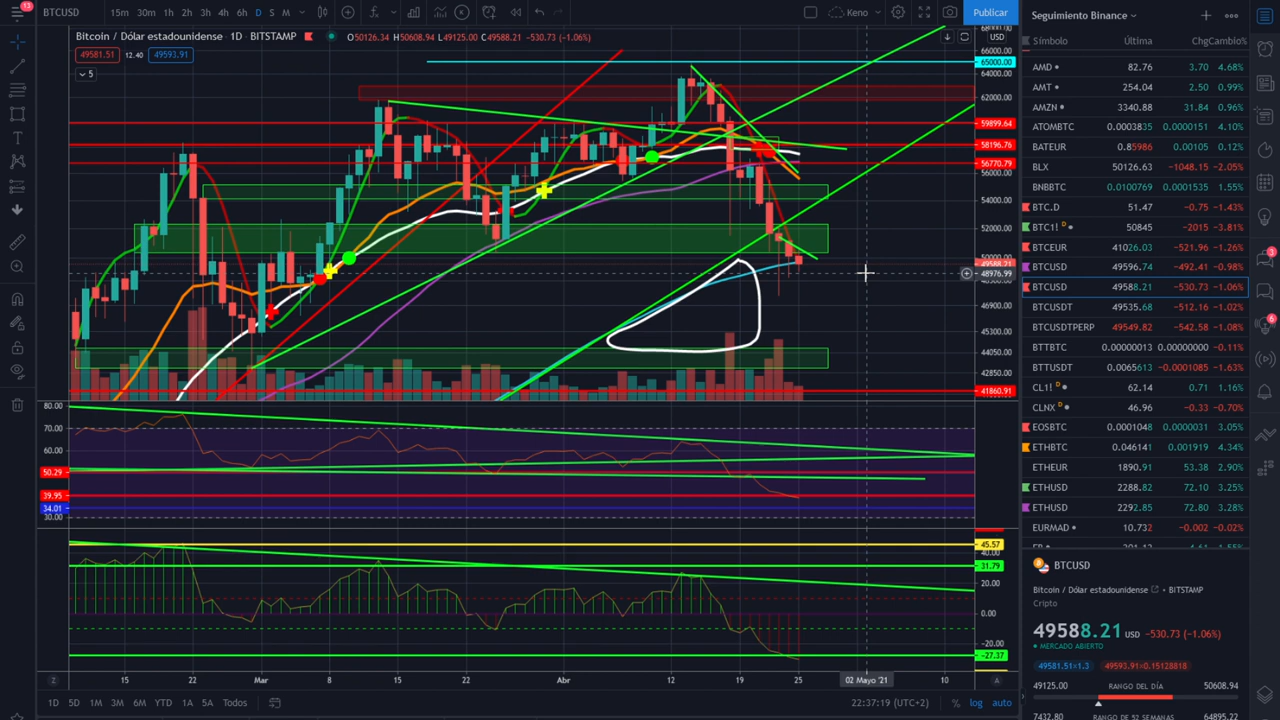 13
BTCUSD 15m 30m 1h 2h 3h 4h 6h D S M Keno Publicar
Bitcoin / Dólar estadounidense · 1D · BITSTAMP O50126.34 H50608.94 L49125.00 C49588.21 -530.73 (-1.06%) USD
49581.51 12.40 49593.91
5
66000.00
65000.00
64000.00
62000.00
59899.64
58196.76
56770.79
56000.00
54000.00
52000.00
48976.99
46900.00
45300.00
44050.00
42850.00
41860.91
80.00
70.00
60.00
50.29
39.95
34.01
30.00
45.57
40.00
31.79
20.00
0.00
-20.00
-27.37
15 22 Mar 8 15 22 Abr 12 19 25 02 Mayo '21 10
Z A
1D 5D 1M 3M 6M YTD 1A 5A Todos 22:37:19 (UTC+2) % log auto
Seguimiento Binance
Símbolo Última Chg Cambio%
AMD 82.76 3.70 4.68%
AMT 254.04 2.50 0.99%
AMZN 3340.88 31.84 0.96%
ATOMBTC 0.0003835 0.0000151 4.10%
BATEUR 0.85986 0.00105 0.12%
BLX 50126.63 -1048.15 -2.05%
BNBBTC 0.0107690 0.0001535 1.55%
BTC.D 51.47 -0.75 -1.43%
BTC1! D 50845 -2015 -3.81%
BTCEUR 41026.03 -521.96 -1.26%
BTCUSD 49596.74 -492.41 -0.98%
BTCUSD 49588.21 -530.73 -1.06%
BTCUSDT 49535.68 -512.16 -1.02%
BTCUSDTPERP 49549.82 -542.58 -1.08%
BTTBTC 0.00000013 0.00000000 -0.11%
BTTUSDT 0.0065613 -0.0001085 -1.63%
CL1! D 62.14 0.71 1.16%
CLNX D 46.96 -0.33 -0.70%
EOSBTC 0.0001048 0.0000031 3.05%
ETHBTC 0.046141 0.001919 4.34%
ETHEUR 1890.91 53.38 2.90%
ETHUSD 2288.82 72.10 3.25%
ETHUSD 2292.85 72.80 3.28%
EURMAD 10.732 -0.002 -0.02%
BTCUSD
Bitcoin / Dólar estadounidense · BITSTAMP
Cripto
49588.21 USD -530.73 (-1.06%)
MERCADO ABIERTO
49581.51×1.3 49593.91×0.15128818
49125.00 RANGO DEL DÍA 50608.94
7432.80 RANGO DE 52 SEMANAS 64895.22
3
6